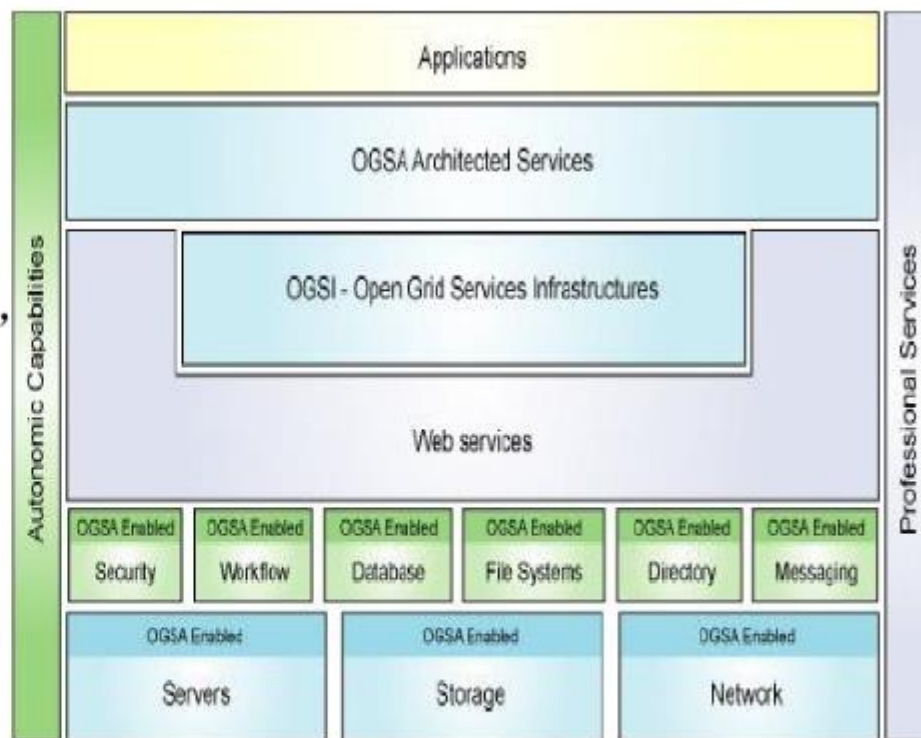 Applications
OGSA Architected Services
OGSI - Open Grid Services Infrastructures
Web services
OGSA Enabled
Security
OGSA Enabled
Workflow
OGSA Enabled
Database
OGSA Enabled
File Systems
OGSA Enabled
Directory
OGSA Enabled
Messaging
OGSA Enabled
Servers
OGSA Enabled
Storage
OGSA Enabled
Network
Autonomic Capabilities
Professional Services
,